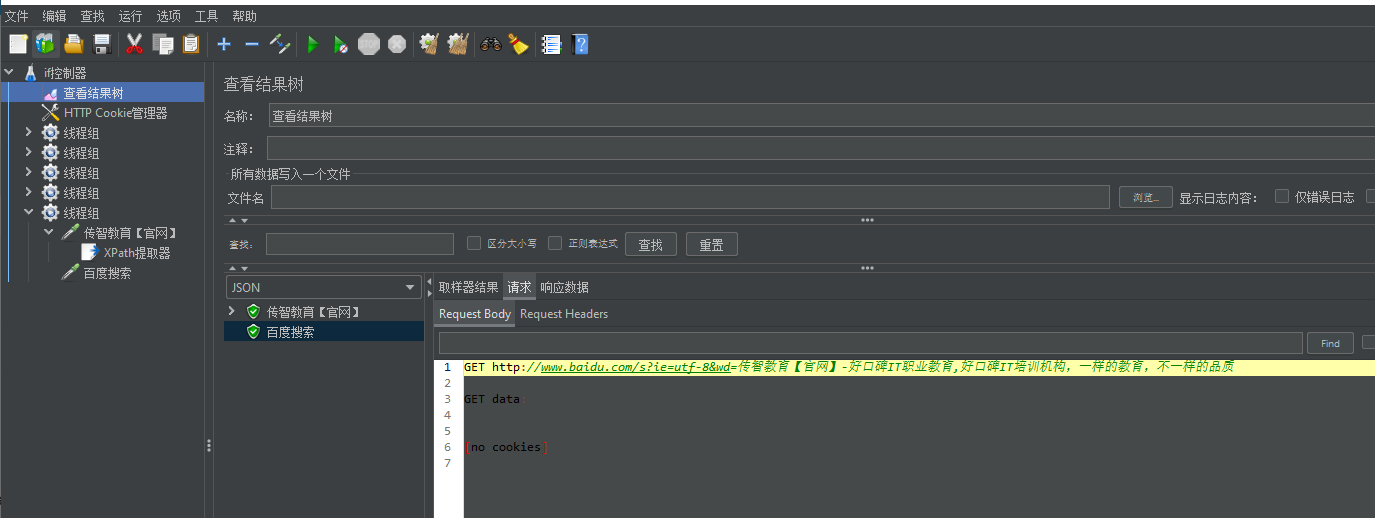 文件 编辑 查找 运行 选项 工具 帮助
STOP
if控制器
查看结果树
HTTP Cookie管理器
线程组
线程组
线程组
线程组
线程组
传智教育【官网】
XPath提取器
百度搜索
查看结果树
名称： 查看结果树
注释：
所有数据写入一个文件
文件名 浏览... 显示日志内容： 仅错误日志
查找: 区分大小写 正则表达式 查找 重置
JSON
传智教育【官网】
百度搜索
取样器结果 请求 响应数据
Request Body Request Headers
Find
1 GET http://www.baidu.com/s?ie=utf-8&wd=传智教育【官网】-好口碑IT职业教育,好口碑IT培训机构，一样的教育，不一样的品质
2
3 GET data:
4
5
6 [no cookies]
7